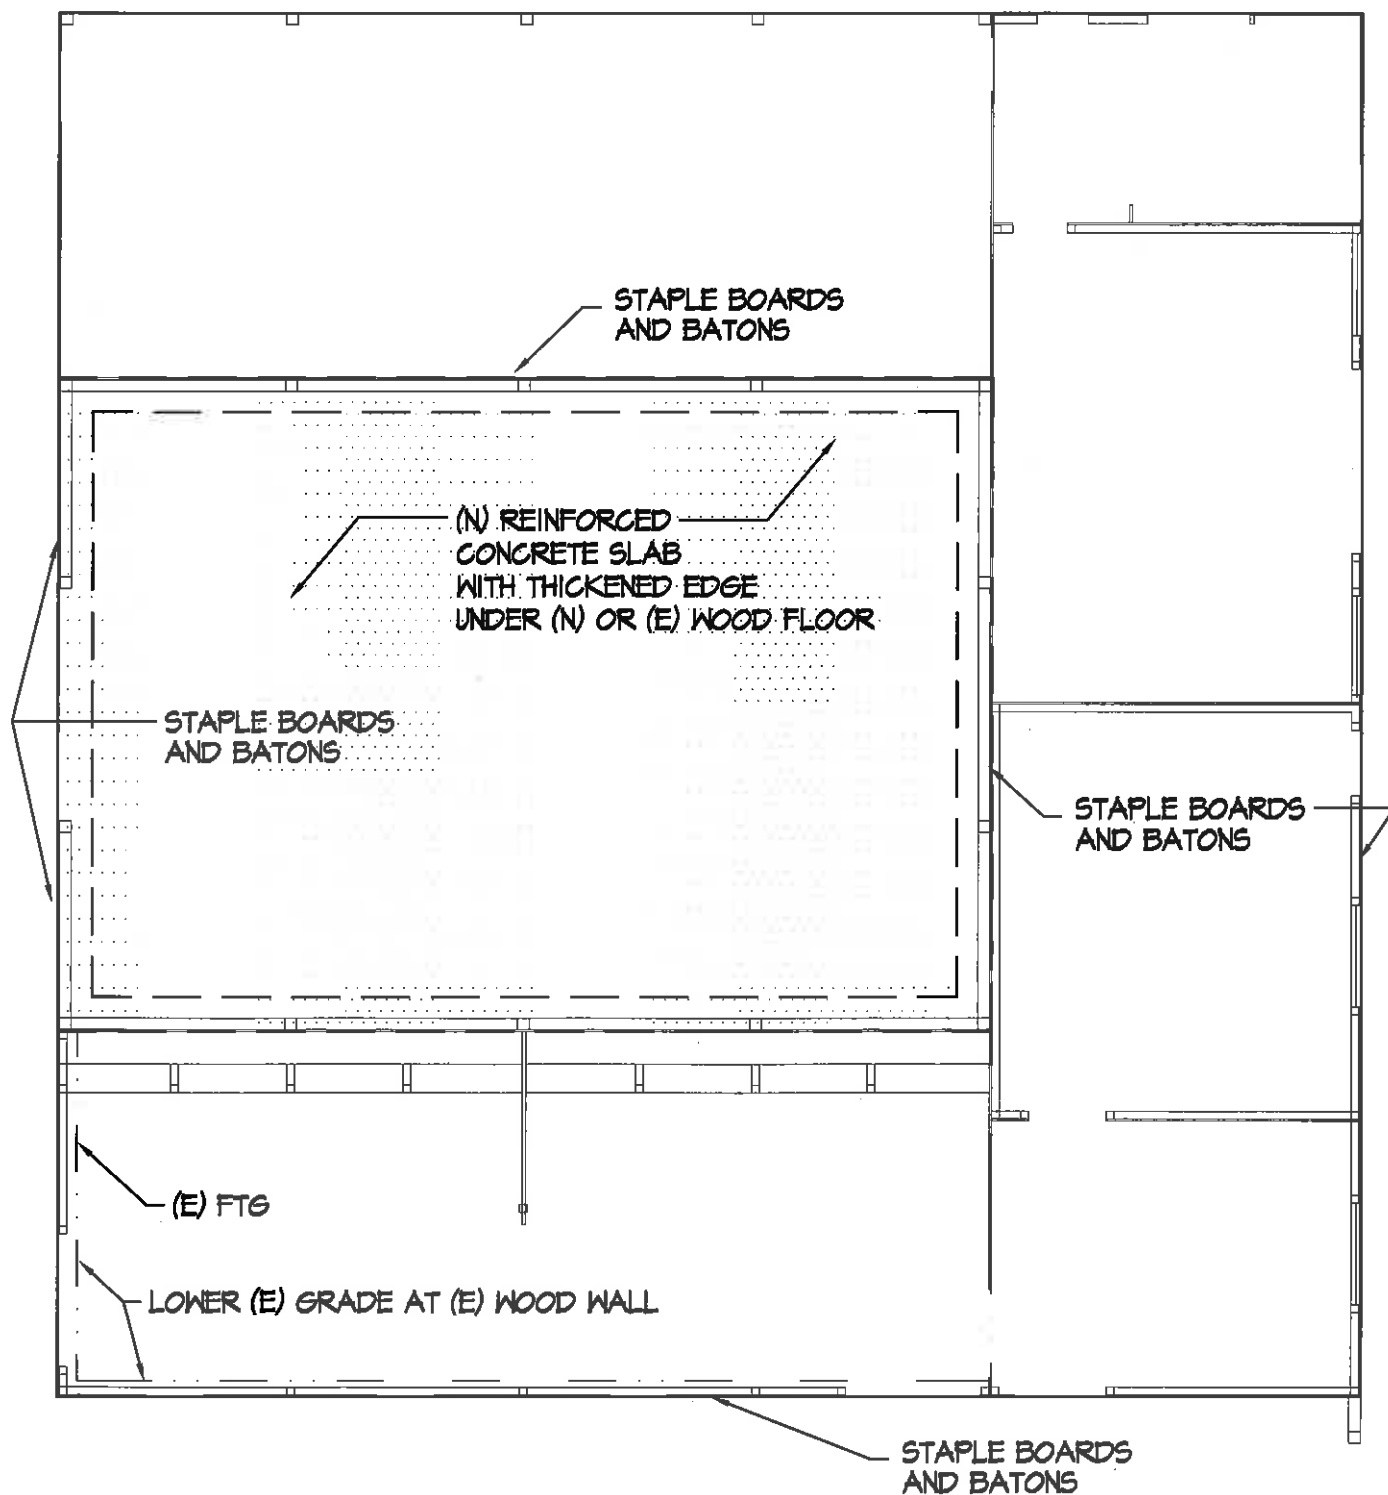 STAPLE BOARDS
AND BATONS
(N) REINFORCED
CONCRETE SLAB
WITH THICKENED EDGE
UNDER (N) OR (E) WOOD FLOOR
STAPLE BOARDS
AND BATONS
STAPLE BOARDS
AND BATONS
(E) FTG
LOWER (E) GRADE AT (E) WOOD WALL
STAPLE BOARDS
AND BATONS